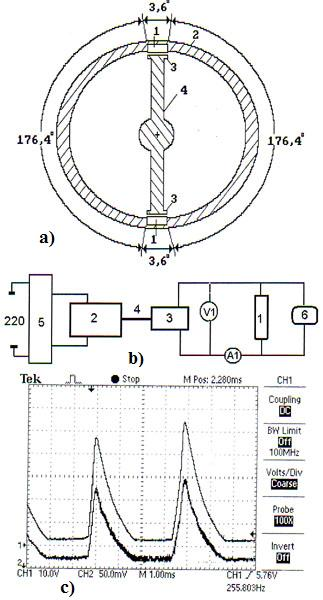 3,6°
1
2
3
4
176,4°
176,4°
3
1
3,6°
a)
220
5
2
4
3
V1
1
6
A1
b)
Tek
Stop
M Pos: 2.280ms
CH1
Coupling
DC
BW Limit
Off
100MHz
Volts/Div
Coarse
Probe
100X
Invert
Off
1
2
CH1 10.0V
CH2 50.0mV
M 1.00ms
CH1 / 5.76V
255.803Hz
c)